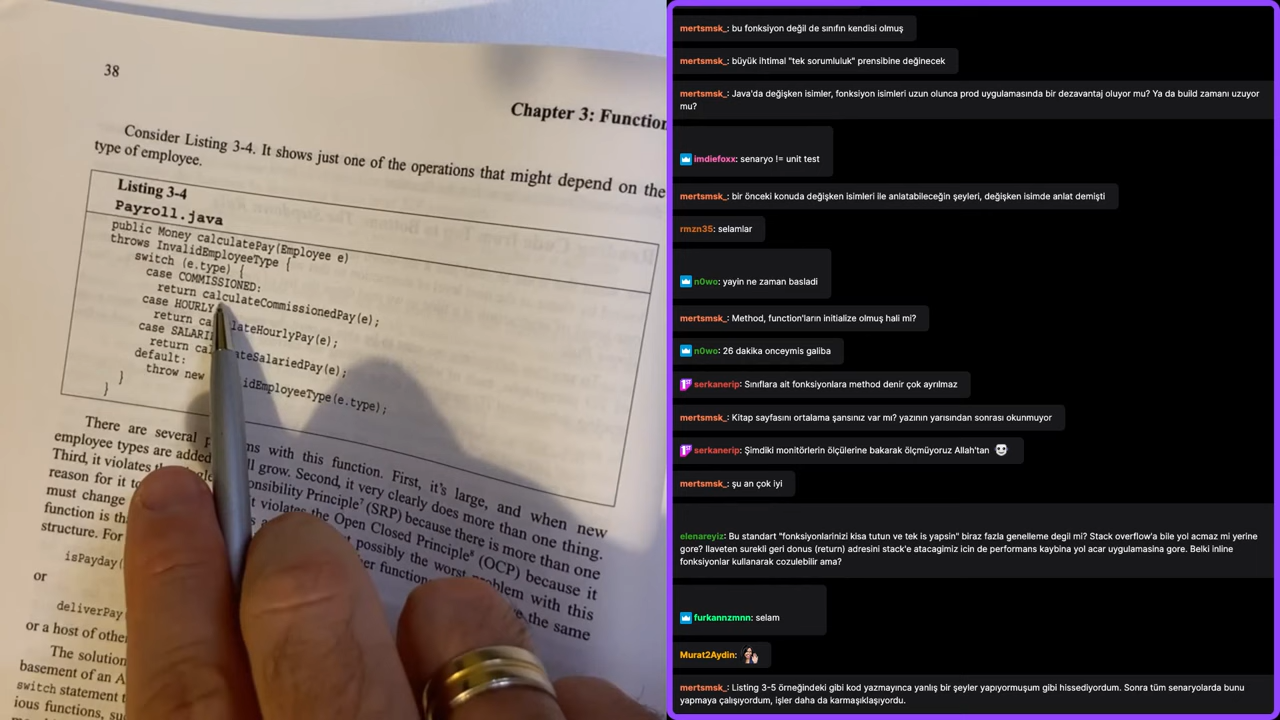 38
Chapter 3: Function
Consider Listing 3-4. It shows just one of the operations that might depend on the
type of employee.
Listing 3-4
Payroll.java
public Money calculatePay(Employee e)
throws InvalidEmployeeType {
switch (e.type) {
case COMMISSIONED:
return calculateCommissionedPay(e);
case HOURLY
return ca lateHourlyPay(e);
case SALARI
return cal ateSalariedPay(e);
default:
throw new idEmployeeType(e.type);
}
}
There are several p ms with this function. First, it's large, and when new
employee types are added ll grow. Second, it very clearly does more than one thing.
Third, it violates the onsibility Principle7 (SRP) because there is more than one
reason for it to t violates the Open Closed Principle8 (OCP) because it
must change possibly the worst problem with this
function is th er function the same
structure. For
isPayday(
or
deliverPay
or a host of other
The solution
basement of an A
switch statement t
ious functions, su
mertsmsk_: bu fonksiyon değil de sınıfın kendisi olmuş
mertsmsk_: büyük ihtimal "tek sorumluluk" prensibine değinecek
mertsmsk_: Java'da değişken isimler, fonksiyon isimleri uzun olunca prod uygulamasında bir dezavantaj oluyor mu? Ya da build zamanı uzuyor
mu?
imdiefoxx: senaryo != unit test
mertsmsk_: bir önceki konuda değişken isimleri ile anlatabileceğin şeyleri, değişken isimde anlat demişti
rmzn35: selamlar
n0wo: yayin ne zaman basladi
mertsmsk_: Method, function'ların initialize olmuş hali mi?
n0wo: 26 dakika onceymis galiba
serkanerip: Sınıflara ait fonksiyonlara method denir çok ayrılmaz
mertsmsk_: Kitap sayfasını ortalama şansınız var mı? yazının yarısından sonrası okunmuyor
serkanerip: Şimdiki monitörlerin ölçülerine bakarak ölçmüyoruz Allah'tan
mertsmsk_: şu an çok iyi
elenareyiz: Bu standart "fonksiyonlarinizi kisa tutun ve tek is yapsin" biraz fazla genelleme degil mi? Stack overflow'a bile yol acmaz mi yerine
gore? Ilaveten surekli geri donus (return) adresini stack'e atacagimiz icin de performans kaybina yol acar uygulamasina gore. Belki inline
fonksiyonlar kullanarak cozulebilir ama?
furkannzmnn: selam
Murat2Aydin:
mertsmsk_: Listing 3-5 örneğindeki gibi kod yazmayınca yanlış bir şeyler yapıyormuşum gibi hissediyordum. Sonra tüm senaryolarda bunu
yapmaya çalışıyordum, işler daha da karmaşıklaşıyordu.